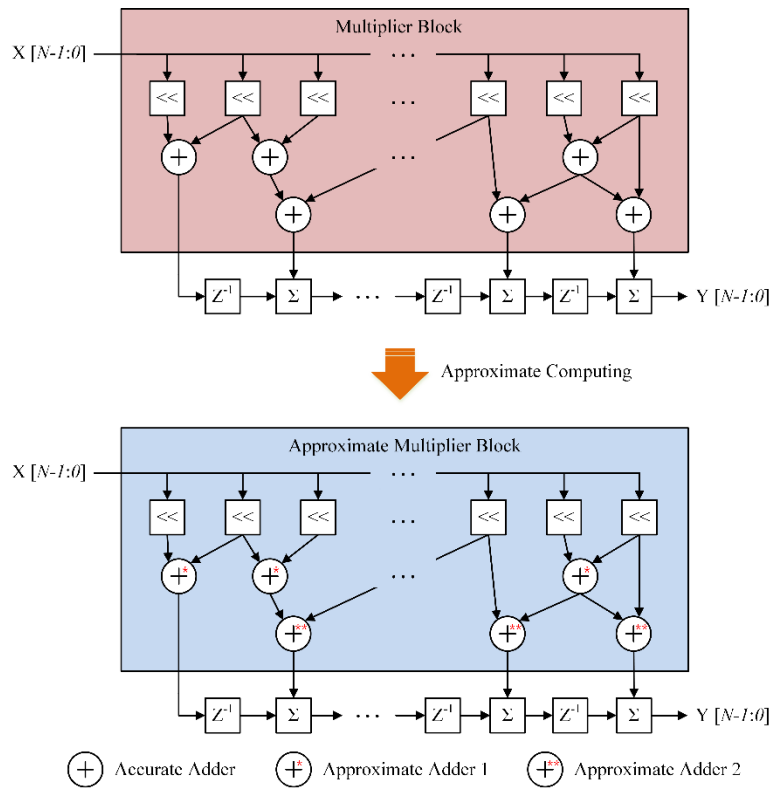 Multiplier Block
X [N-1:0] ...
<< << << ... << << <<
+ + ... +
+ + +
Z⁻¹ Σ ... Z⁻¹ Σ Z⁻¹ Σ Y [N-1:0]
Approximate Computing
Approximate Multiplier Block
X [N-1:0] ...
<< << << ... << << <<
+* +* ... +*
+** +** +**
Z⁻¹ Σ ... Z⁻¹ Σ Z⁻¹ Σ Y [N-1:0]
+ Accurate Adder +* Approximate Adder 1 +** Approximate Adder 2